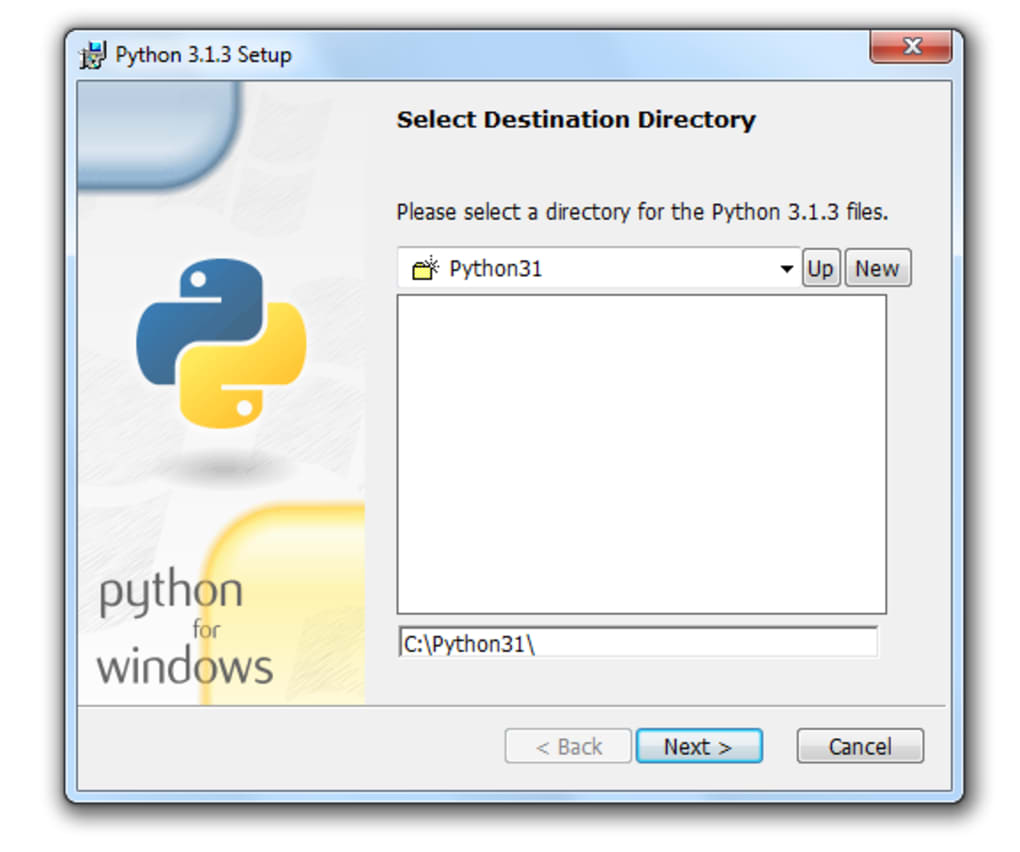 Python 3.1.3 Setup
Select Destination Directory
Please select a directory for the Python 3.1.3 files.
Python31
Up
New
C:\Python31\
python
for
windows
< Back
Next >
Cancel